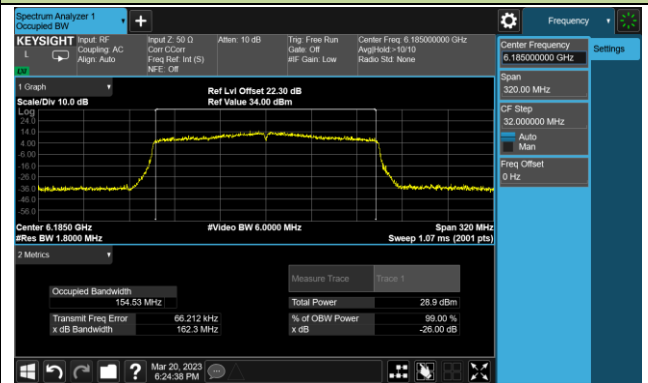 Spectrum Analyzer 1
Occupied BW
Frequency
KEYSIGHT
L
Input: RF
Coupling: AC
Align: Auto
Input Z: 50 Ω
Corr CCorr
Freq Ref: Int (S)
NFE: Off
Atten: 10 dB
Trig: Free Run
Gate: Off
#IF Gain: Low
Center Freq: 6.185000000 GHz
Avg|Hold:>10/10
Radio Std: None
1 Graph
Scale/Div 10.0 dB
Ref Lvl Offset 22.30 dB
Ref Value 34.00 dBm
Log
24.0
14.0
4.00
-6.00
-16.0
-26.0
-36.0
-46.0
-56.0
Center 6.1850 GHz
#Res BW 1.8000 MHz
#Video BW 6.0000 MHz
Span 320 MHz
Sweep 1.07 ms (2001 pts)
2 Metrics
Measure Trace
Trace 1
Occupied Bandwidth
154.53 MHz
Total Power
28.9 dBm
Transmit Freq Error
66.212 kHz
% of OBW Power
99.00 %
x dB Bandwidth
162.3 MHz
x dB
-26.00 dB
Mar 20, 2023
6:24:38 PM
Center Frequency
6.185000000 GHz
Settings
Span
320.00 MHz
CF Step
32.000000 MHz
Auto
Man
Freq Offset
0 Hz